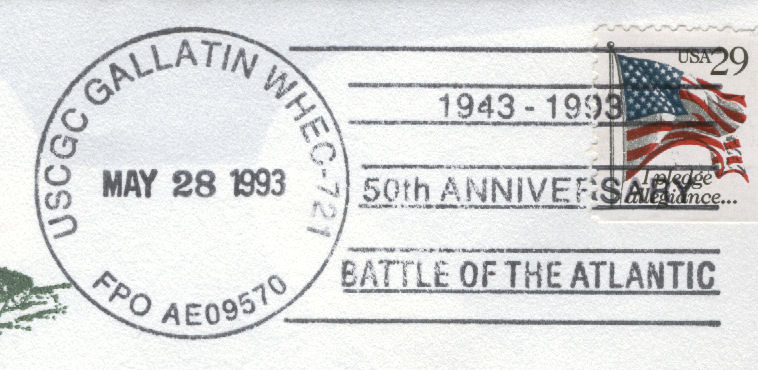 USCGC GALLATIN WHEC-721
MAY 28 1993
FPO AE09570
1943 - 1993
50th ANNIVERSARY
BATTLE OF THE ATLANTIC
USA 29
I pledge
allegiance...